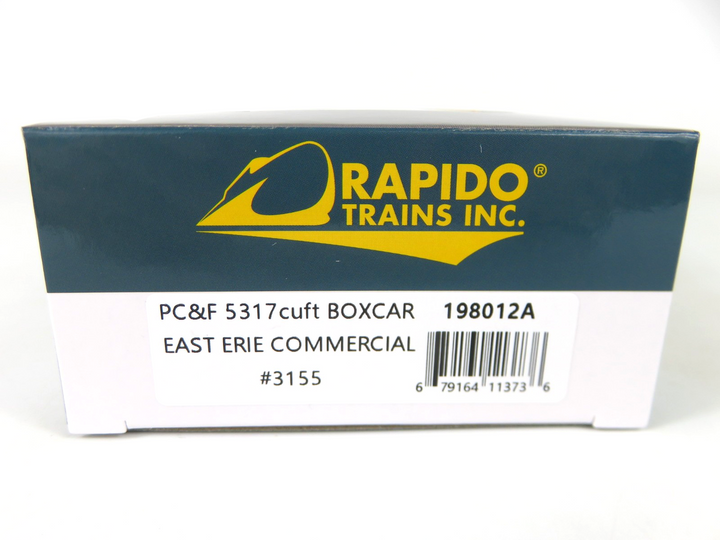 RAPIDO®
TRAINS INC.
PC&F 5317cuft BOXCAR 198012A
EAST ERIE COMMERCIAL
#3155
6 79164 11373 6